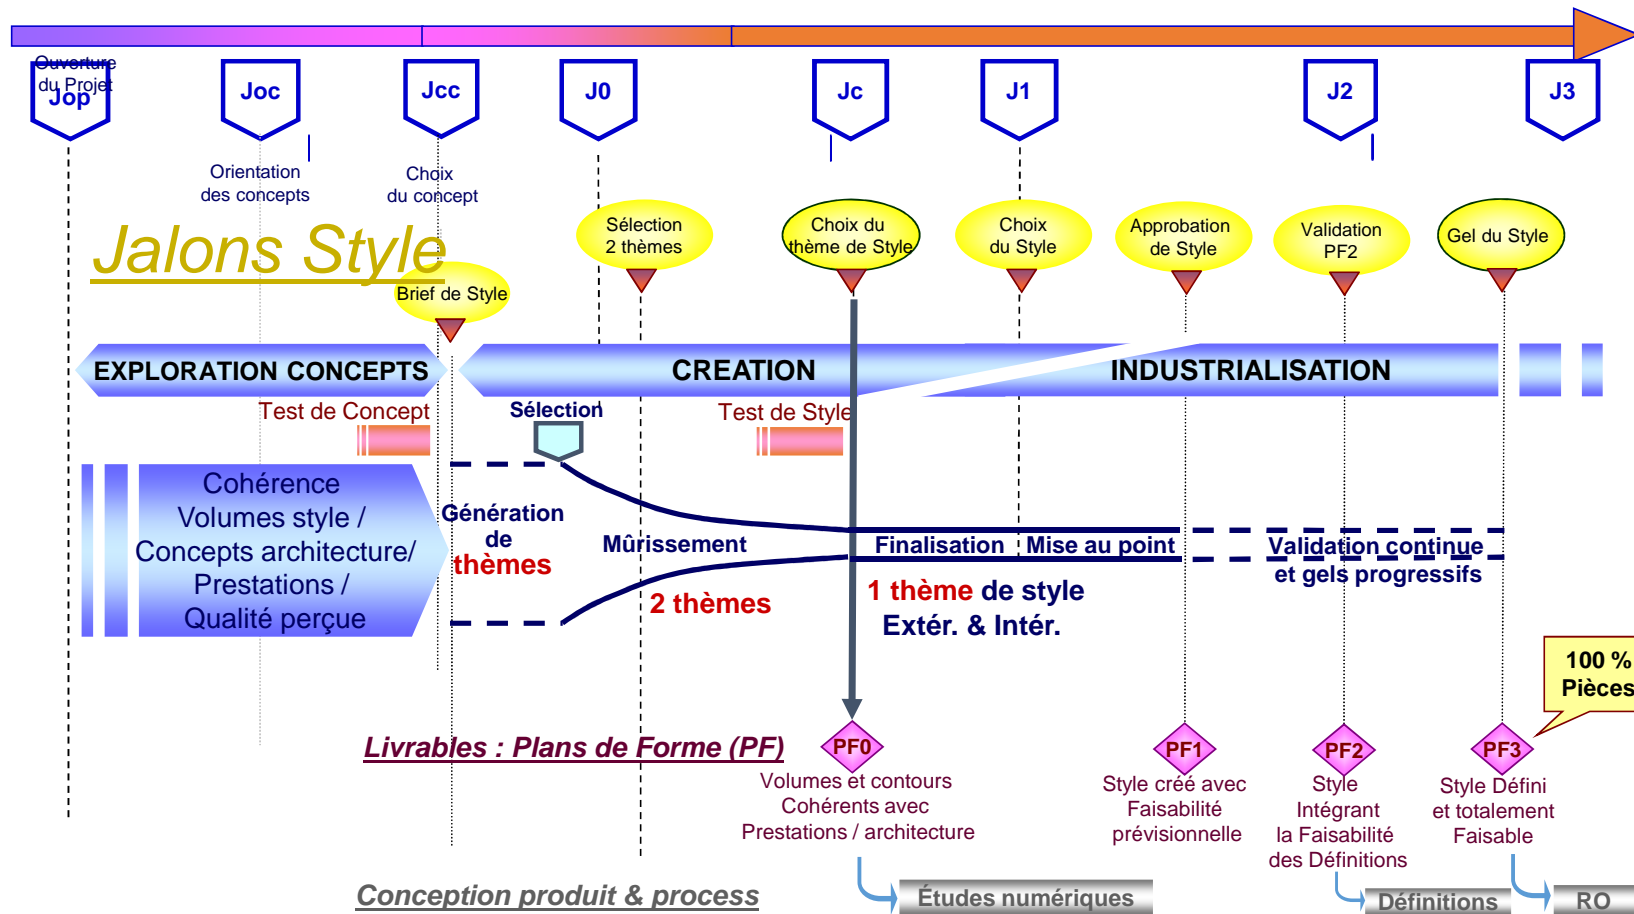 Ouverture
du Projet
Jop
Joc
Jcc
J0
Jc
J1
J2
J3
Orientation
des concepts
Choix
du concept
Jalons Style
Brief de Style
Sélection
2 thèmes
Choix du
thème de Style
Choix
du Style
Approbation
de Style
Validation
PF2
Gel du Style
EXPLORATION CONCEPTS
CREATION
INDUSTRIALISATION
Test de Concept
Sélection
Test de Style
Cohérence
Volumes style /
Concepts architecture/
Prestations /
Qualité perçue
Génération
de
thèmes
Mûrissement
2 thèmes
Finalisation
Mise au point
Validation continue
et gels progressifs
1 thème de style
Extér. & Intér.
100 %
Pièces
Livrables : Plans de Forme (PF)
PF0
PF1
PF2
PF3
Volumes et contours
Cohérents avec
Prestations / architecture
Style créé avec
Faisabilité
prévisionnelle
Style
Intégrant
la Faisabilité
des Définitions
Style Défini
et totalement
Faisable
Conception produit & process
Études numériques
Définitions
RO